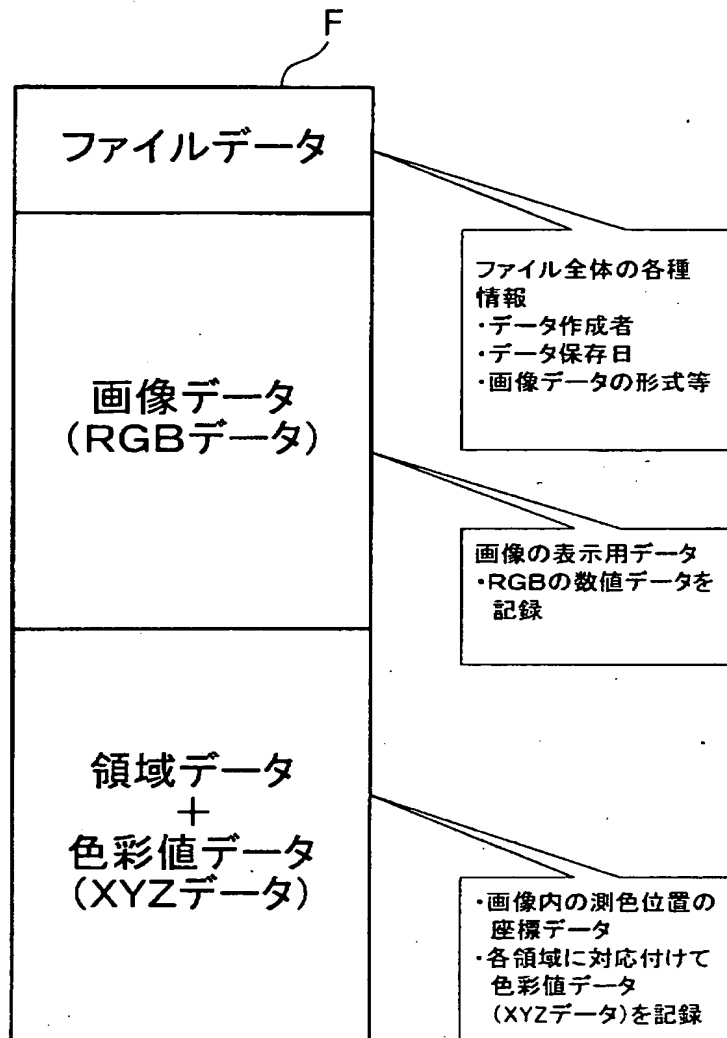 F
ファイルデータ
ファイル全体の各種
情報
・データ作成者
・データ保存日
・画像データの形式等
画像データ
(RGBデータ)
画像の表示用データ
・RGBの数値データを
記録
領域データ
+
色彩値データ
(XYZデータ)
・画像内の測色位置の
座標データ
・各領域に対応付けて
色彩値データ
(XYZデータ)を記録